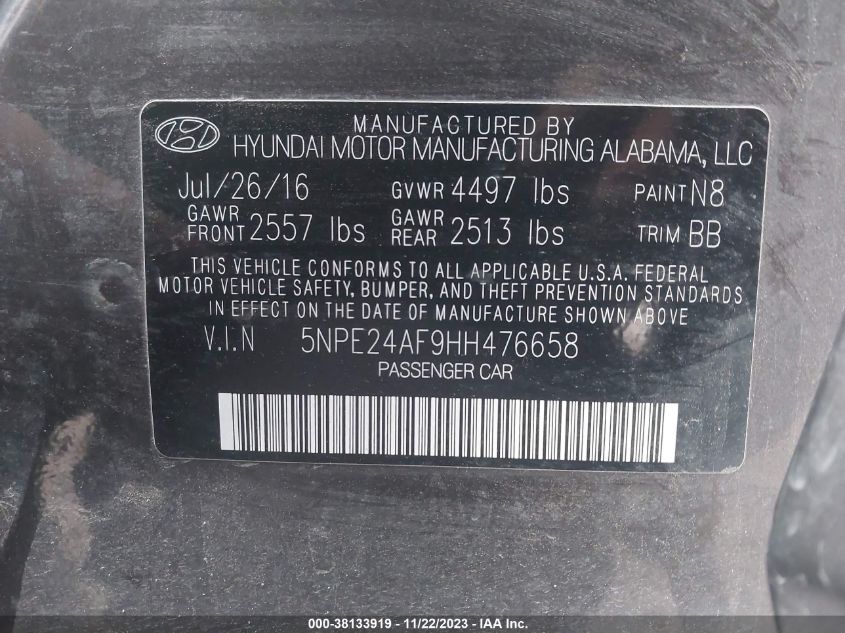 MANUFACTURED BY
HYUNDAI MOTOR MANUFACTURING ALABAMA, LLC
Jul/26/16 GVWR 4497 lbs PAINT N8
GAWR FRONT 2557 lbs GAWR REAR 2513 lbs TRIM BB
THIS VEHICLE CONFORMS TO ALL APPLICABLE U.S.A. FEDERAL
MOTOR VEHICLE SAFETY, BUMPER, AND THEFT PREVENTION STANDARDS
IN EFFECT ON THE DATE OF MANUFACTURE SHOWN ABOVE
V.I.N 5NPE24AF9HH476658
PASSENGER CAR
000-38133919 - 11/22/2023 - IAAI.COM